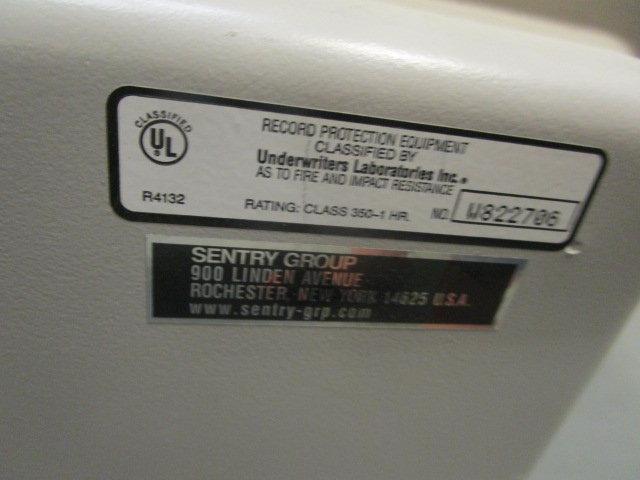 CLASSIFIED
UL
R4132
RECORD PROTECTION EQUIPMENT
CLASSIFIED BY
Underwriters Laboratories Inc.®
AS TO FIRE AND IMPACT RESISTANCE
RATING: CLASS 350-1 HR. NO. W822706
SENTRY GROUP
900 LINDEN AVENUE
ROCHESTER, NEW YORK 14625 U.S.A.
www.sentry-grp.com